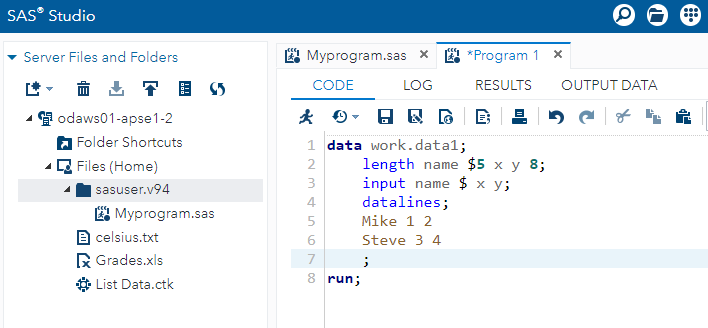 SAS® Studio
Server Files and Folders
odaws01-apse1-2
Folder Shortcuts
Files (Home)
sasuser.v94
Myprogram.sas
celsius.txt
Grades.xls
List Data.ctk
Myprogram.sas × *Program 1 ×
CODE LOG RESULTS OUTPUT DATA
1 data work.data1;
2 length name $5 x y 8;
3 input name $ x y;
4 datalines;
5 Mike 1 2
6 Steve 3 4
7 ;
8 run;